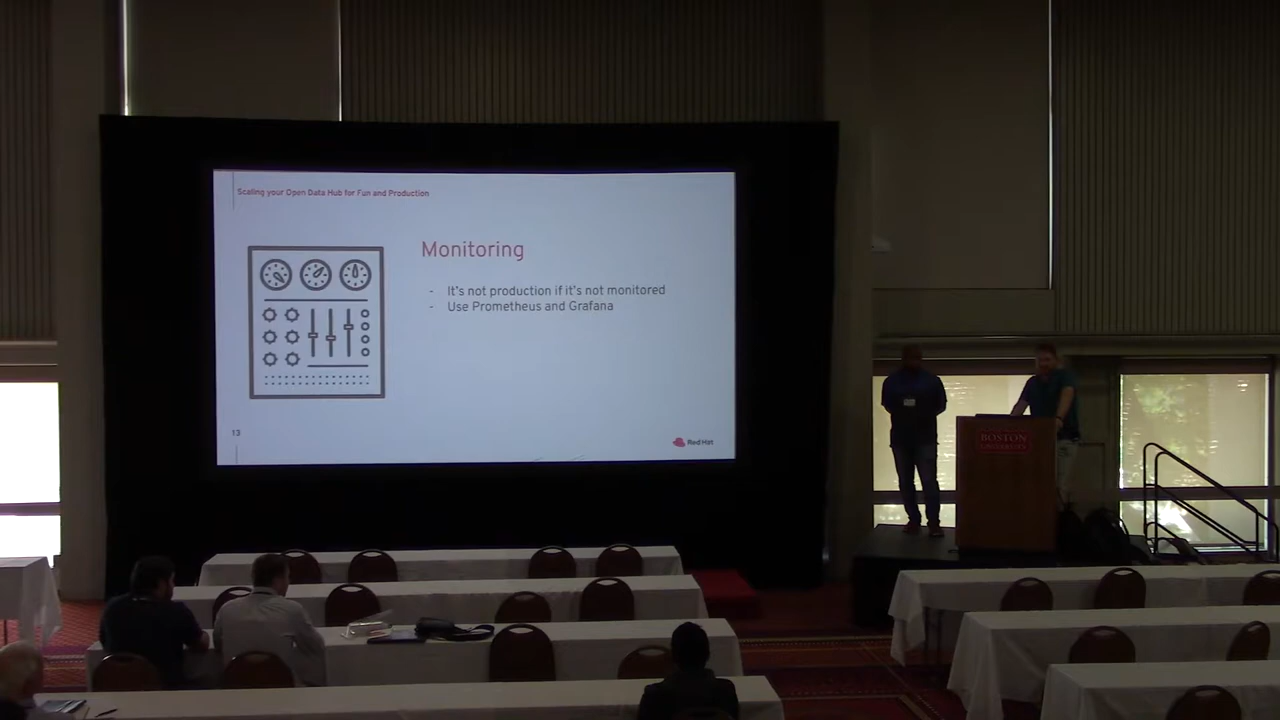 Scaling your Open Data Hub for Fun and Production
Monitoring
- It's not production if it's not monitored
- Use Prometheus and Grafana
13
Red Hat
BOSTON
UNIVERSITY